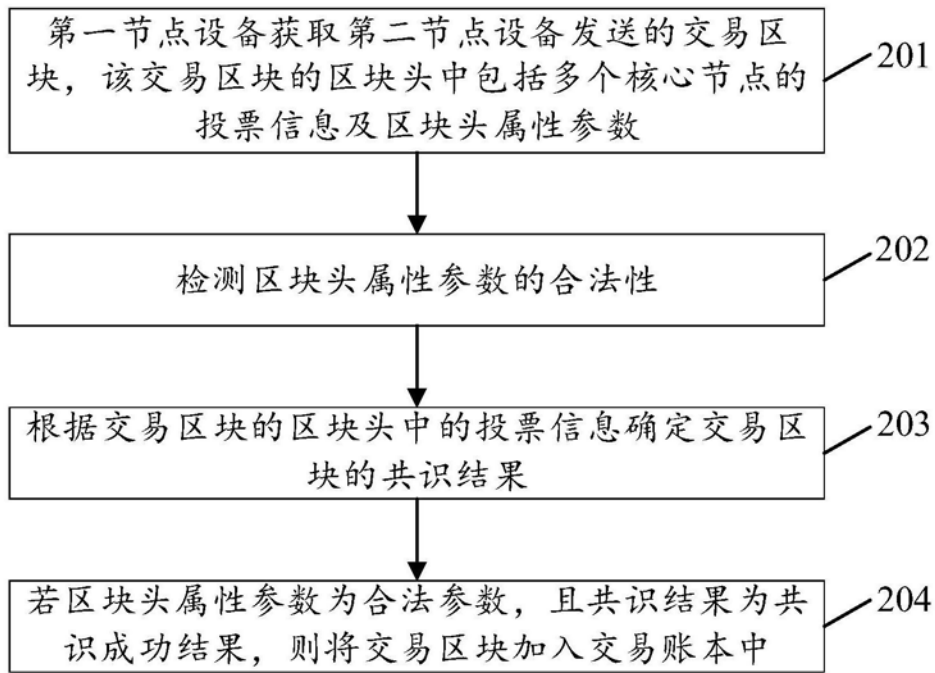 第一节点设备获取第二节点设备发送的交易区
块，该交易区块的区块头中包括多个核心节点的
投票信息及区块头属性参数
201
检测区块头属性参数的合法性
202
根据交易区块的区块头中的投票信息确定交易区
块的共识结果
203
若区块头属性参数为合法参数，且共识结果为共
识成功结果，则将交易区块加入交易账本中
204